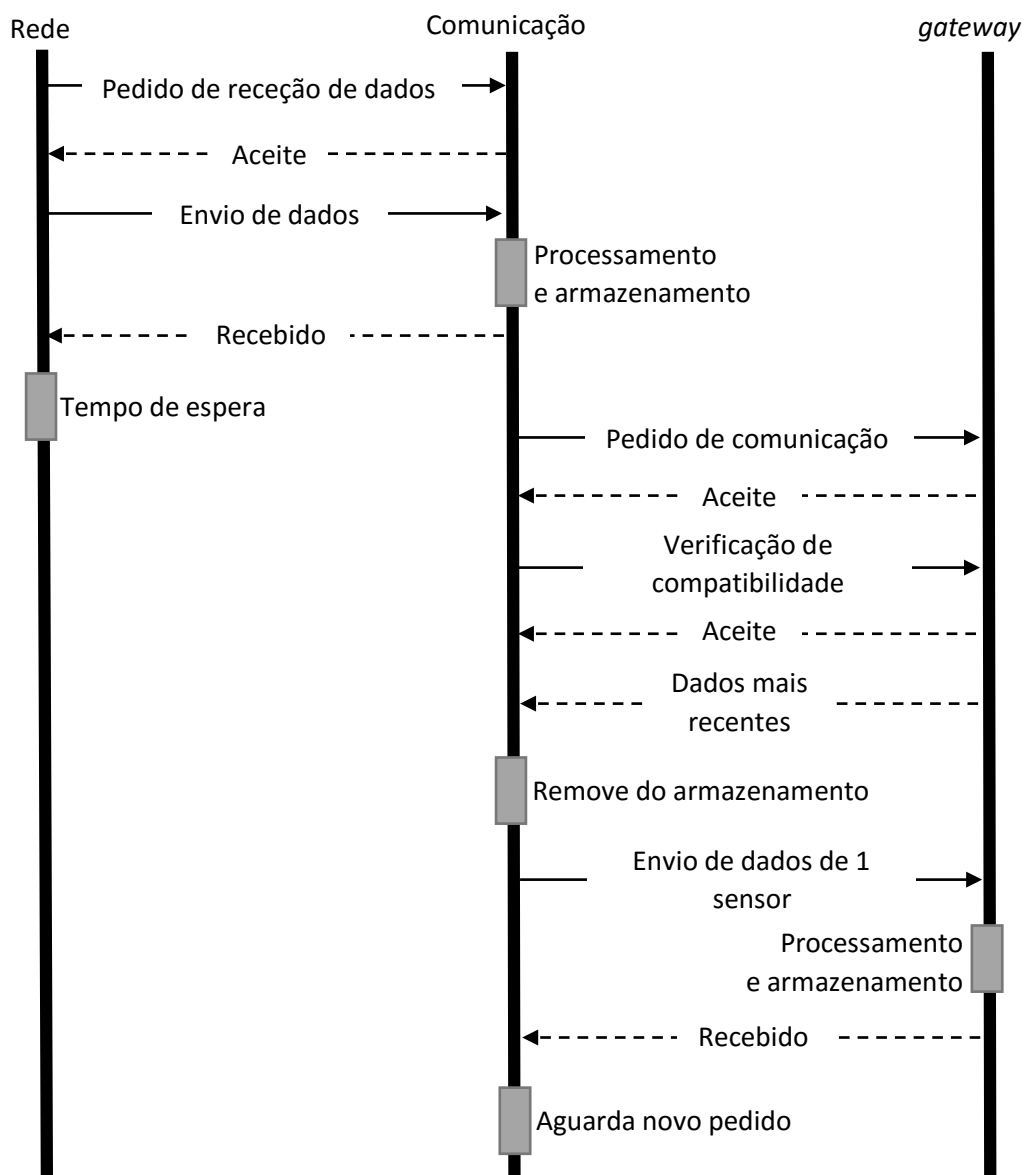 Rede
Comunicação
gateway
Pedido de receção de dados
Aceite
Envio de dados
Processamento
e armazenamento
Recebido
Tempo de espera
Pedido de comunicação
Aceite
Verificação de
compatibilidade
Aceite
Dados mais
recentes
Remove do armazenamento
Envio de dados de 1
sensor
Processamento
e armazenamento
Recebido
Aguarda novo pedido